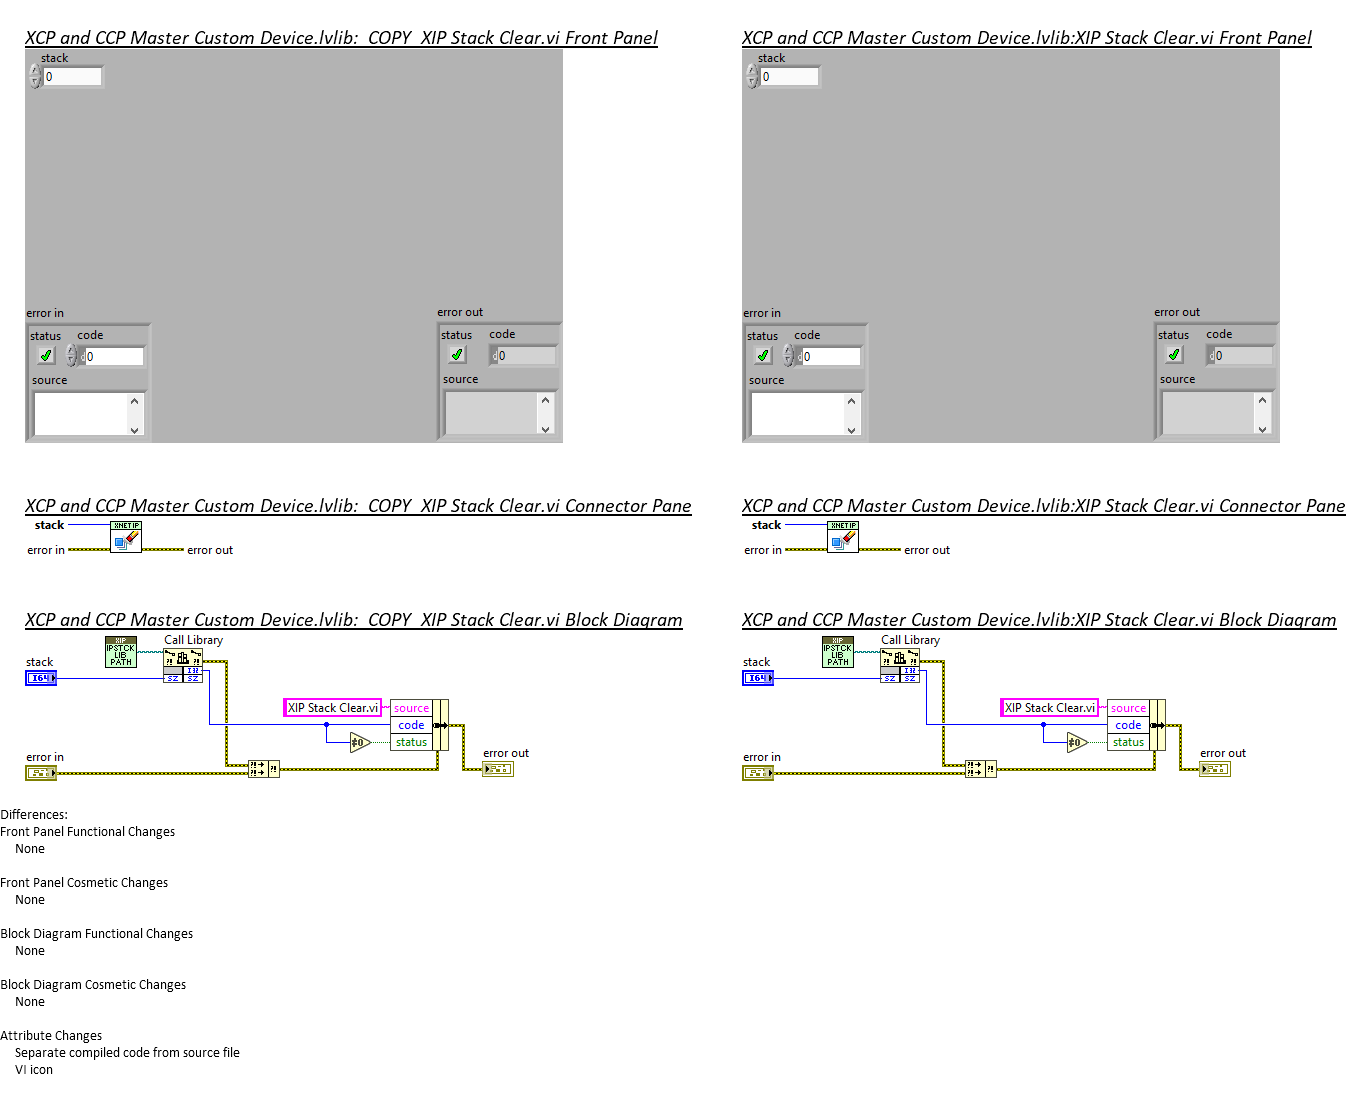 XCP and CCP Master Custom Device.lvlib:  COPY  XIP Stack Clear.vi Front Panel
stack
0
error in
status code
0
source
error out
status code
0
source
XCP and CCP Master Custom Device.lvlib:XIP Stack Clear.vi Front Panel
stack
0
error in
status code
d0
source
error out
status code
d0
source
XCP and CCP Master Custom Device.lvlib:  COPY  XIP Stack Clear.vi Connector Pane
stack
XNET IP
error in
error out
XCP and CCP Master Custom Device.lvlib:XIP Stack Clear.vi Connector Pane
stack
XNET IP
error in
error out
XCP and CCP Master Custom Device.lvlib:  COPY  XIP Stack Clear.vi Block Diagram
XIP
IPSTCK
LIB
PATH
Call Library
?! ?!
I32
SZ SZ
stack
I64
XIP Stack Clear.vi
source
code
status
≠0
error in
?!
?! ?!
error out
XCP and CCP Master Custom Device.lvlib:XIP Stack Clear.vi Block Diagram
XIP
IPSTCK
LIB
PATH
Call Library
?! ?!
I32
SZ SZ
stack
I64
XIP Stack Clear.vi
source
code
status
≠0
error in
?!
?! ?!
error out
Differences:
Front Panel Functional Changes
None
Front Panel Cosmetic Changes
None
Block Diagram Functional Changes
None
Block Diagram Cosmetic Changes
None
Attribute Changes
Separate compiled code from source file
VI icon